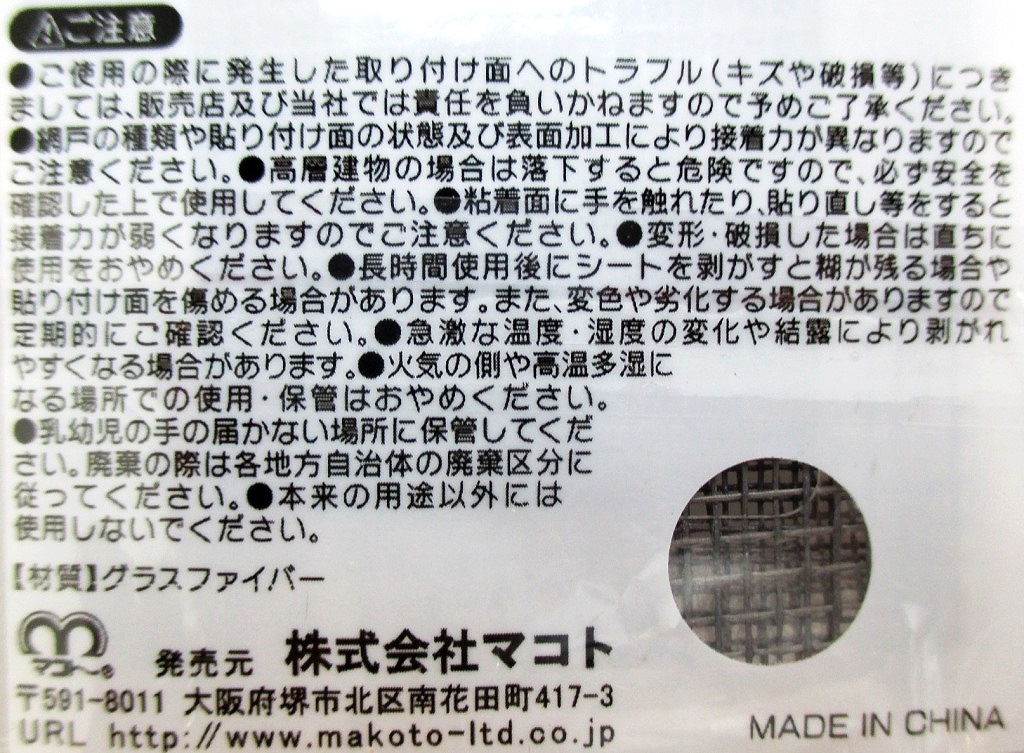 ⚠ご注意
●ご使用の際に発生した取り付け面へのトラブル(キズや破損等)につき
ましては、販売店及び当社では責任を負いかねますので予めご了承ください。
●網戸の種類や貼り付け面の状態及び表面加工により接着力が異なりますので
ご注意ください。●高層建物の場合は落下すると危険ですので、必ず安全を
確認した上で使用してください。●粘着面に手を触れたり、貼り直し等をすると
接着力が弱くなりますのでご注意ください。●変形・破損した場合は直ちに
使用をおやめください。●長時間使用後にシートを剥がすと糊が残る場合や
貼り付け面を傷める場合があります。また、変色や劣化する場合がありますので
定期的にご確認ください。●急激な温度・湿度の変化や結露により剥がれ
やすくなる場合があります。●火気の側や高温多湿に
なる場所での使用・保管はおやめください。
●乳幼児の手の届かない場所に保管してくだ
さい。廃棄の際は各地方自治体の廃棄区分に
従ってください。●本来の用途以外には
使用しないでください。
【材質】グラスファイバー
マコト® 発売元 株式会社マコト
〒591-8011 大阪府堺市北区南花田町417-3
URL http://www.makoto-ltd.co.jp
MADE IN CHINA